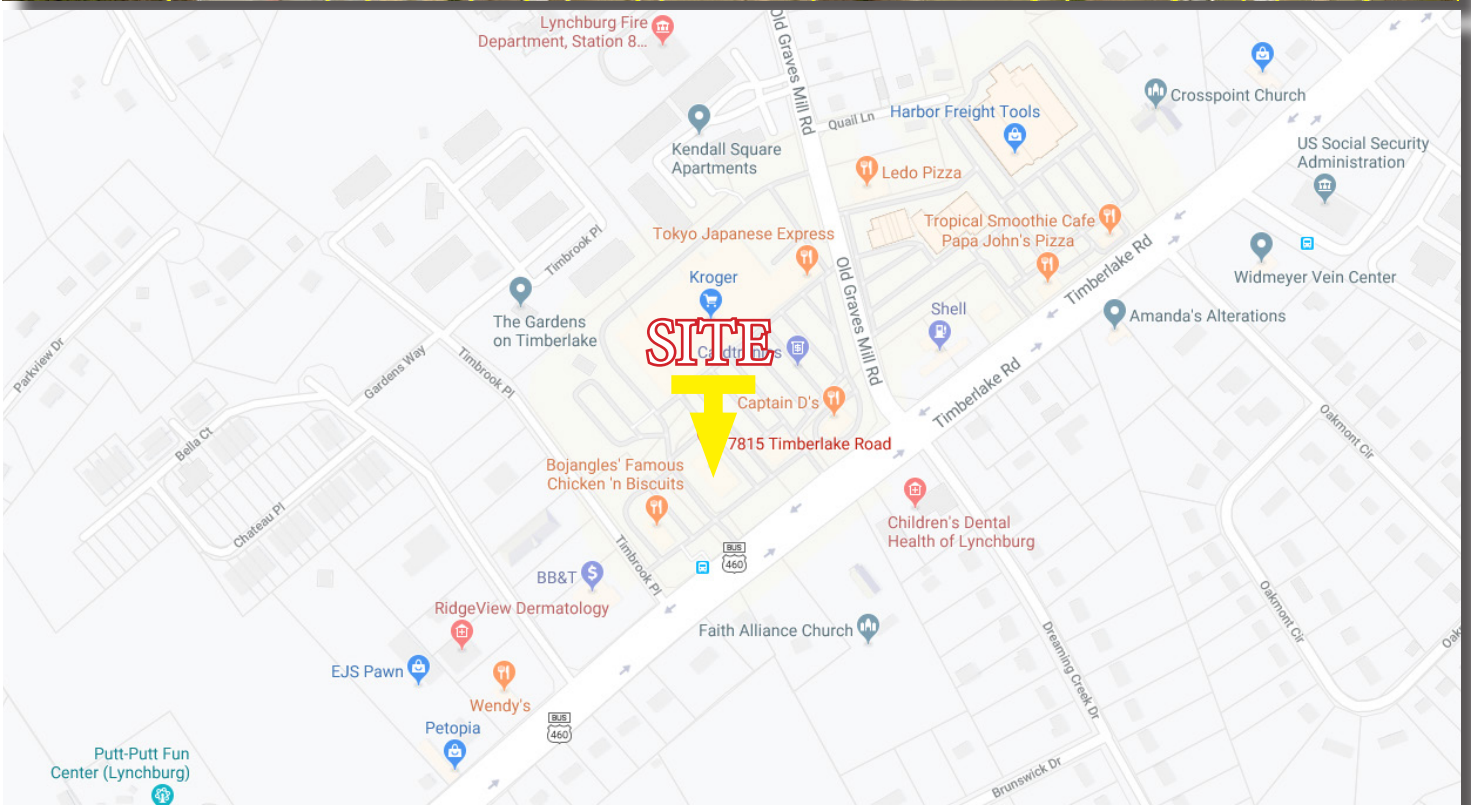 Lynchburg Fire
Department, Station 8...
Old Graves Mill Rd
Crosspoint Church
Harbor Freight Tools
Quail Ln
Kendall Square
Apartments
US Social Security
Administration
Ledo Pizza
Tropical Smoothie Cafe
Papa John's Pizza
Tokyo Japanese Express
Timbrook Pl
Timberlake Rd
Widmeyer Vein Center
Kroger
Old Graves Mill Rd
The Gardens
on Timberlake
Shell
Amanda's Alterations
SITE
Parkview Dr
Gardens Way
Timbrook Pl
Timberlake Rd
Captain D's
Bella Ct
Oakmont Cir
7815 Timberlake Road
Bojangles' Famous
Chicken 'n Biscuits
Chateau Pl
Children's Dental
Health of Lynchburg
Timbrook Pl
BUS
460
BB&T
RidgeView Dermatology
Faith Alliance Church
Oakmont Cir
Oak
EJS Pawn
Dreaming Creek Dr
Wendy's
Petopia
BUS
460
Putt-Putt Fun
Center (Lynchburg)
Brunswick Dr